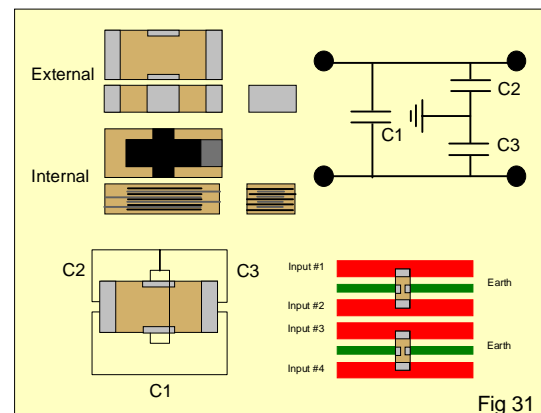 External
Internal
C1
C2
C3
C2
C3
C1
Input #1
Earth
Input #2
Input #3
Earth
Input #4
Fig 31